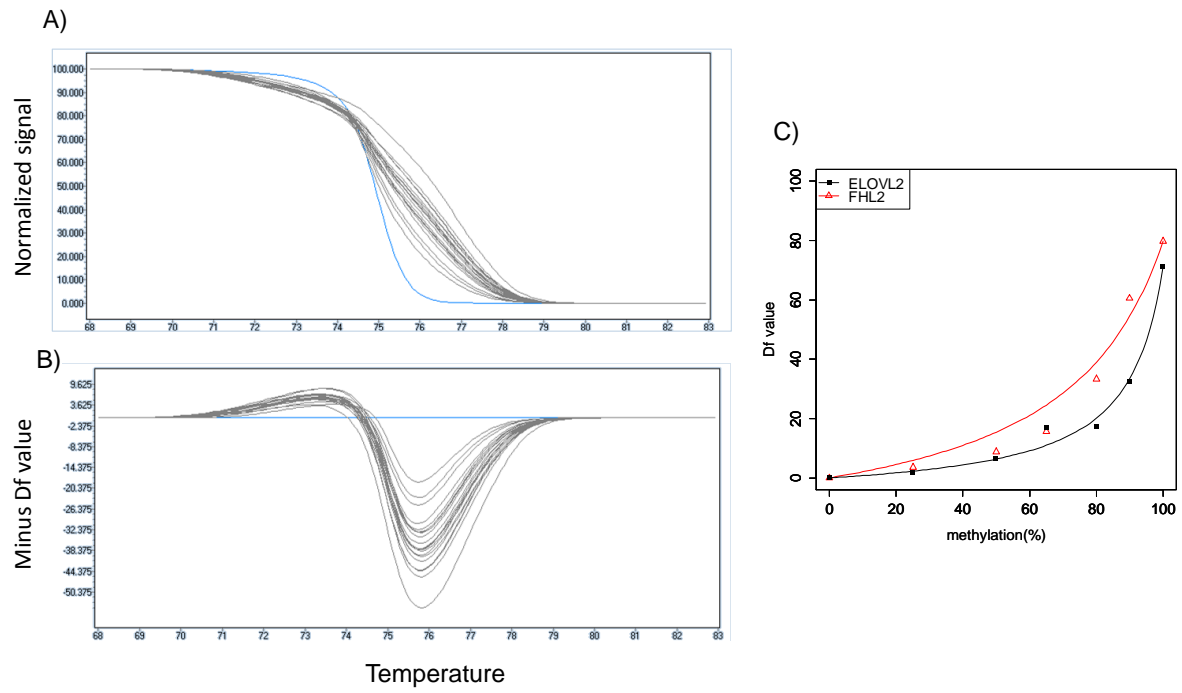 A)
Normalized signal
100.000
90.000
80.000
70.000
60.000
50.000
40.000
30.000
20.000
10.000
0.000
68 69 70 71 72 73 74 75 76 77 78 79 80 81 82 83
B)
Minus Df value
9.625
3.625
-2.375
-8.375
-14.375
-20.375
-26.375
-32.375
-38.375
-44.375
-50.375
68 69 70 71 72 73 74 75 76 77 78 79 80 81 82 83
Temperature
C)
ELOVL2
FHL2
Df value
100
80
60
40
20
0
0 20 40 60 80 100
methylation(%)